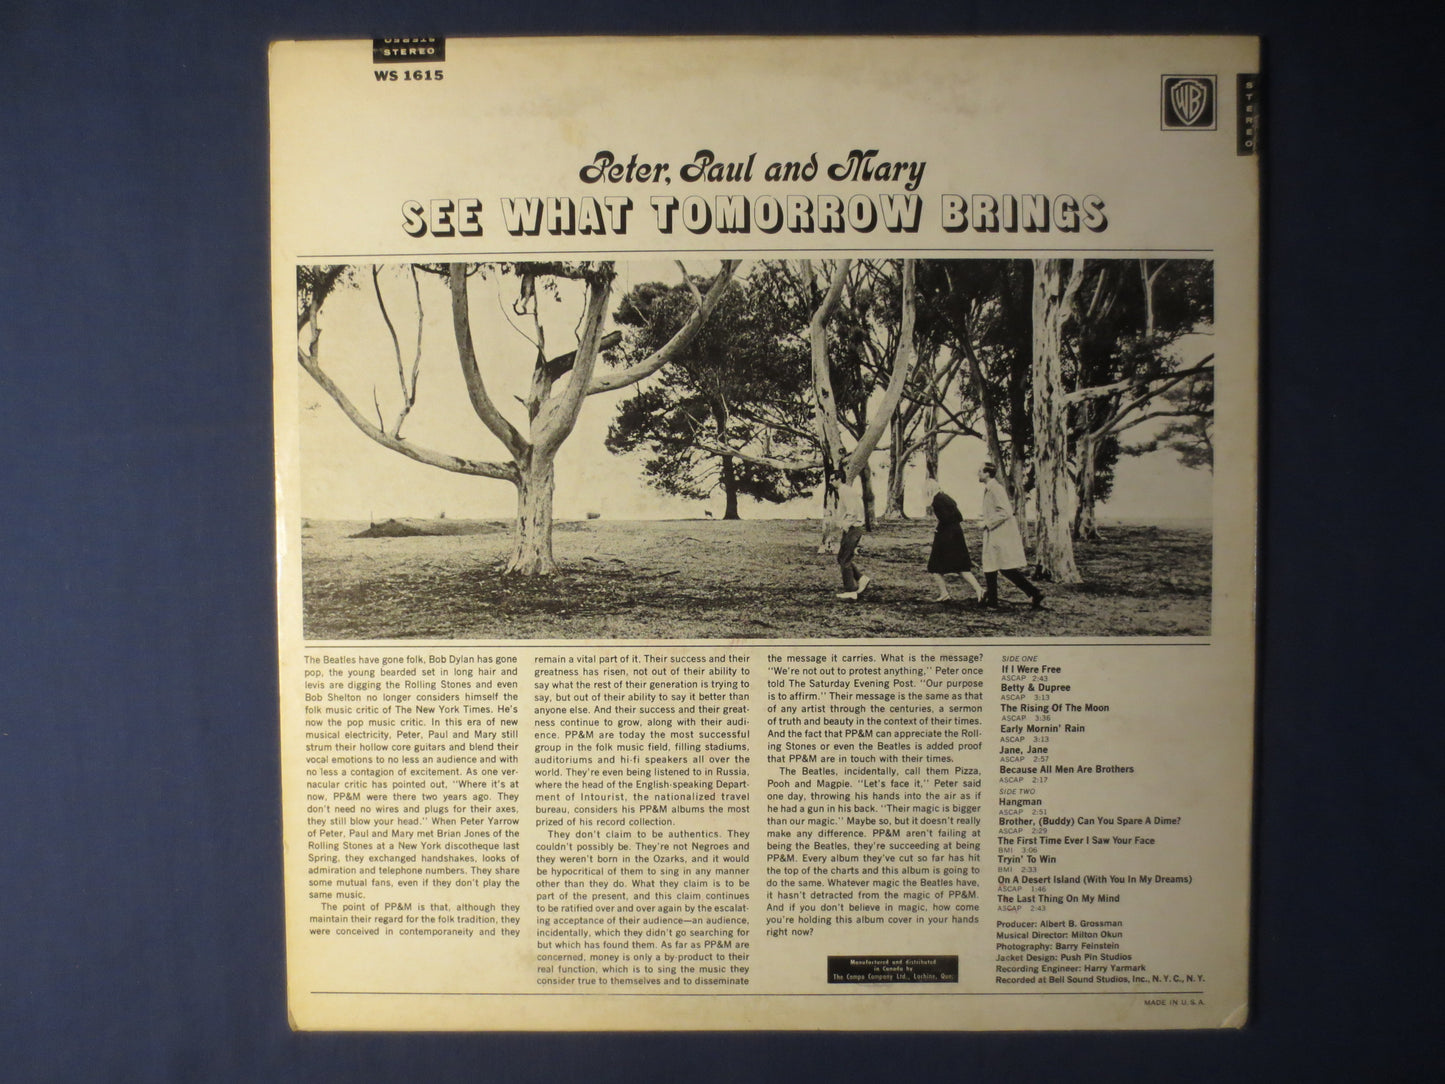 STEREO
STEREO
WS 1615
WB
STEREO
Peter, Paul and Mary
SEE WHAT TOMORROW BRINGS
The Beatles have gone folk, Bob Dylan has gone
pop, the young bearded set in long hair and
levis are digging the Rolling Stones and even
Bob Shelton no longer considers himself the
folk music critic of The New York Times. He's
now the pop music critic. In this era of new
musical electricity, Peter, Paul and Mary still
strum their hollow core guitars and blend their
vocal emotions to no less an audience and with
no less a contagion of excitement. As one ver-
nacular critic has pointed out, "Where it's at
now, PP&M were there two years ago. They
don't need no wires and plugs for their axes,
they still blow your head." When Peter Yarrow
of Peter, Paul and Mary met Brian Jones of the
Rolling Stones at a New York discotheque last
Spring, they exchanged handshakes, looks of
admiration and telephone numbers. They share
some mutual fans, even if they don't play the
same music.
The point of PP&M is that, although they
maintain their regard for the folk tradition, they
were conceived in contemporaneity and they
remain a vital part of it. Their success and their
greatness has risen, not out of their ability to
say what the rest of their generation is trying to
say, but out of their ability to say it better than
anyone else. And their success and their great-
ness continue to grow, along with their audi-
ence. PP&M are today the most successful
group in the folk music field, filling stadiums,
auditoriums and hi-fi speakers all over the
world. They're even being listened to in Russia,
where the head of the English-speaking Depart-
ment of Intourist, the nationalized travel
bureau, considers his PP&M albums the most
prized of his record collection.
They don't claim to be authentics. They
couldn't possibly be. They're not Negroes and
they weren't born in the Ozarks, and it would
be hypocritical of them to sing in any manner
other than they do. What they claim is to be
part of the present, and this claim continues
to be ratified over and over again by the escalat-
ing acceptance of their audience—an audience,
incidentally, which they didn't go searching for
but which has found them. As far as PP&M are
concerned, money is only a by-product to their
real function, which is to sing the music they
consider true to themselves and to disseminate
the message it carries. What is the message?
"We're not out to protest anything," Peter once
told The Saturday Evening Post. "Our purpose
is to affirm." Their message is the same as that
of any artist through the centuries, a sermon
of truth and beauty in the context of their times.
And the fact that PP&M can appreciate the Roll-
ing Stones or even the Beatles is added proof
that PP&M are in touch with their times.
The Beatles, incidentally, call them Pizza,
Pooh and Magpie. "Let's face it," Peter said
one day, throwing his hands into the air as if
he had a gun in his back. "Their magic is bigger
than our magic." Maybe so, but it doesn't really
make any difference. PP&M aren't failing at
being the Beatles, they're succeeding at being
PP&M. Every album they've cut so far has hit
the top of the charts and this album is going to
do the same. Whatever magic the Beatles have,
it hasn't detracted from the magic of PP&M.
And if you don't believe in magic, how come
you're holding this album cover in your hands
right now?
Manufactured and distributed
in Canada by
The Compo Company Ltd., Lachine, Que.
SIDE ONE
If I Were Free
ASCAP 2:43
Betty & Dupree
ASCAP 3:13
The Rising Of The Moon
ASCAP 3:36
Early Mornin' Rain
ASCAP 3:13
Jane, Jane
ASCAP 2:57
Because All Men Are Brothers
ASCAP 2:17
SIDE TWO
Hangman
ASCAP 2:51
Brother, (Buddy) Can You Spare A Dime?
ASCAP 2:29
The First Time Ever I Saw Your Face
BMI 3:06
Tryin' To Win
BMI 2:33
On A Desert Island (With You In My Dreams)
ASCAP 1:46
The Last Thing On My Mind
ASCAP 2:43
Producer: Albert B. Grossman
Musical Director: Milton Okun
Photography: Barry Feinstein
Jacket Design: Push Pin Studios
Recording Engineer: Harry Yarmark
Recorded at Bell Sound Studios, Inc., N.Y.C., N.Y.
MADE IN U.S.A.